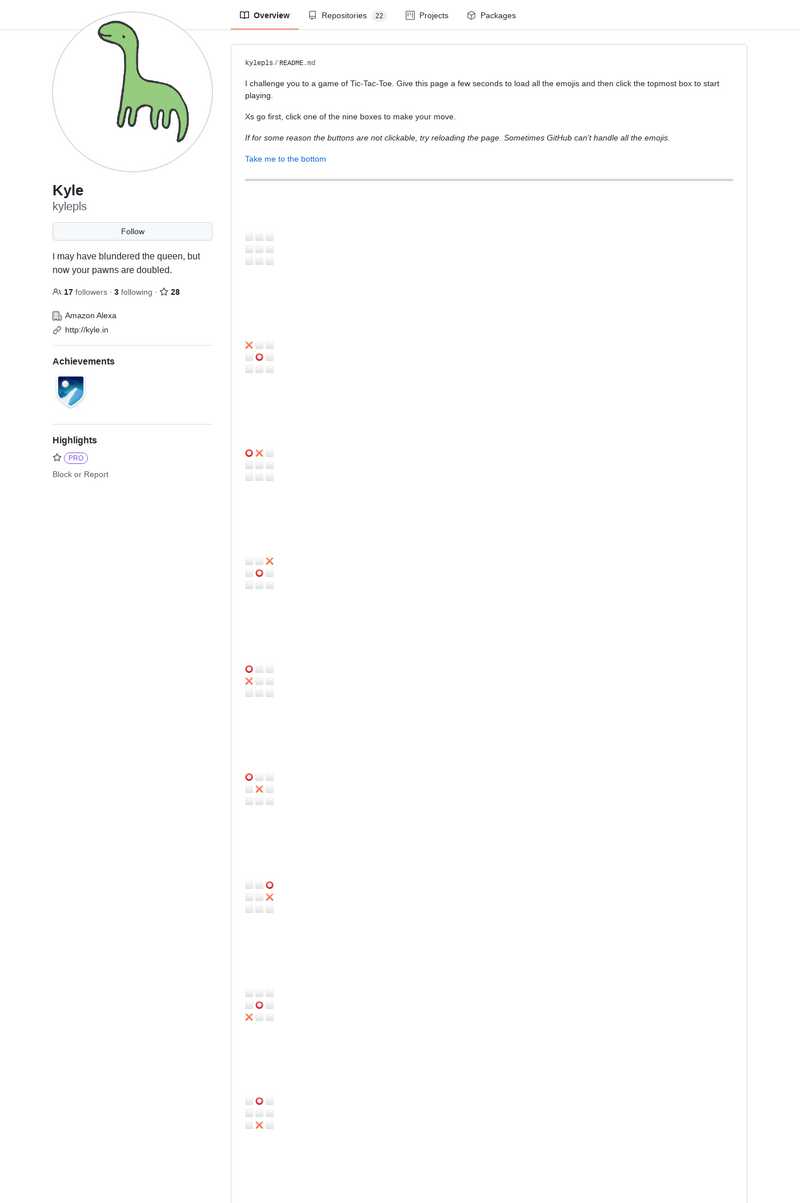 Overview
Repositories 22
Projects
Packages
Kyle
kylepls
Follow
I may have blundered the queen, but
now your pawns are doubled.
17 followers · 3 following · 28
Amazon Alexa
http://kyle.in
Achievements
Highlights
PRO
Block or Report
kylepls/README.md
I challenge you to a game of Tic-Tac-Toe. Give this page a few seconds to load all the emojis and then click the topmost box to start
playing.
Xs go first, click one of the nine boxes to make your move.
If for some reason the buttons are not clickable, try reloading the page. Sometimes GitHub can't handle all the emojis.
Take me to the bottom